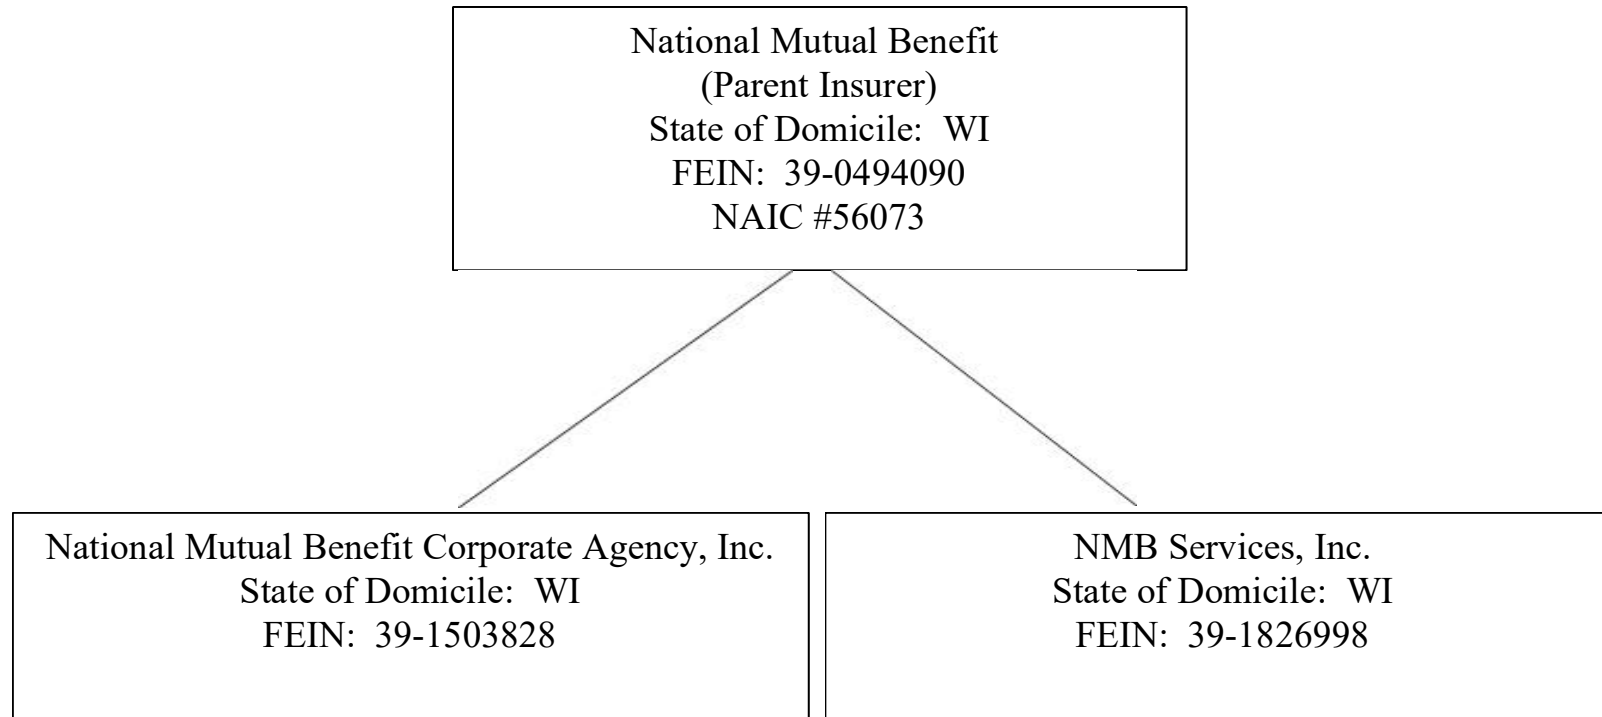 National Mutual Benefit
(Parent Insurer)
State of Domicile: WI
FEIN: 39-0494090
NAIC #56073
National Mutual Benefit Corporate Agency, Inc.
State of Domicile: WI
FEIN: 39-1503828
NMB Services, Inc.
State of Domicile: WI
FEIN: 39-1826998